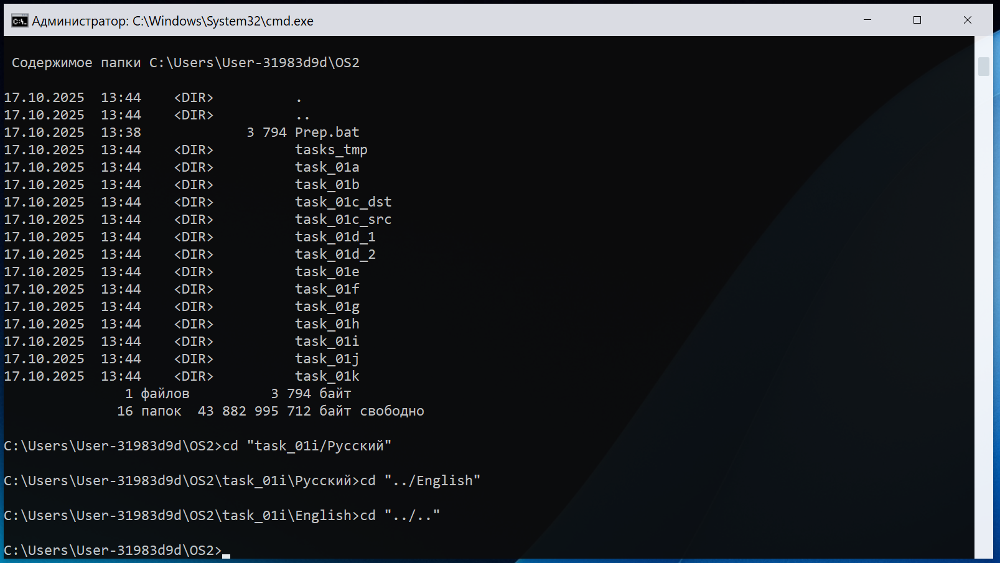 Администратор: C:\Windows\System32\cmd.exe
Содержимое папки C:\Users\User-31983d9d\OS2
17.10.2025  13:44    <DIR>          .
17.10.2025  13:44    <DIR>          ..
17.10.2025  13:38             3 794 Prep.bat
17.10.2025  13:44    <DIR>          tasks_tmp
17.10.2025  13:44    <DIR>          task_01a
17.10.2025  13:44    <DIR>          task_01b
17.10.2025  13:44    <DIR>          task_01c_dst
17.10.2025  13:44    <DIR>          task_01c_src
17.10.2025  13:44    <DIR>          task_01d_1
17.10.2025  13:44    <DIR>          task_01d_2
17.10.2025  13:44    <DIR>          task_01e
17.10.2025  13:44    <DIR>          task_01f
17.10.2025  13:44    <DIR>          task_01g
17.10.2025  13:44    <DIR>          task_01h
17.10.2025  13:44    <DIR>          task_01i
17.10.2025  13:44    <DIR>          task_01j
17.10.2025  13:44    <DIR>          task_01k
1 файлов          3 794 байт
16 папок  43 882 995 712 байт свободно
C:\Users\User-31983d9d\OS2>cd "task_01i/Русский"
C:\Users\User-31983d9d\OS2\task_01i\Русский>cd "../English"
C:\Users\User-31983d9d\OS2\task_01i\English>cd "../.."
C:\Users\User-31983d9d\OS2>